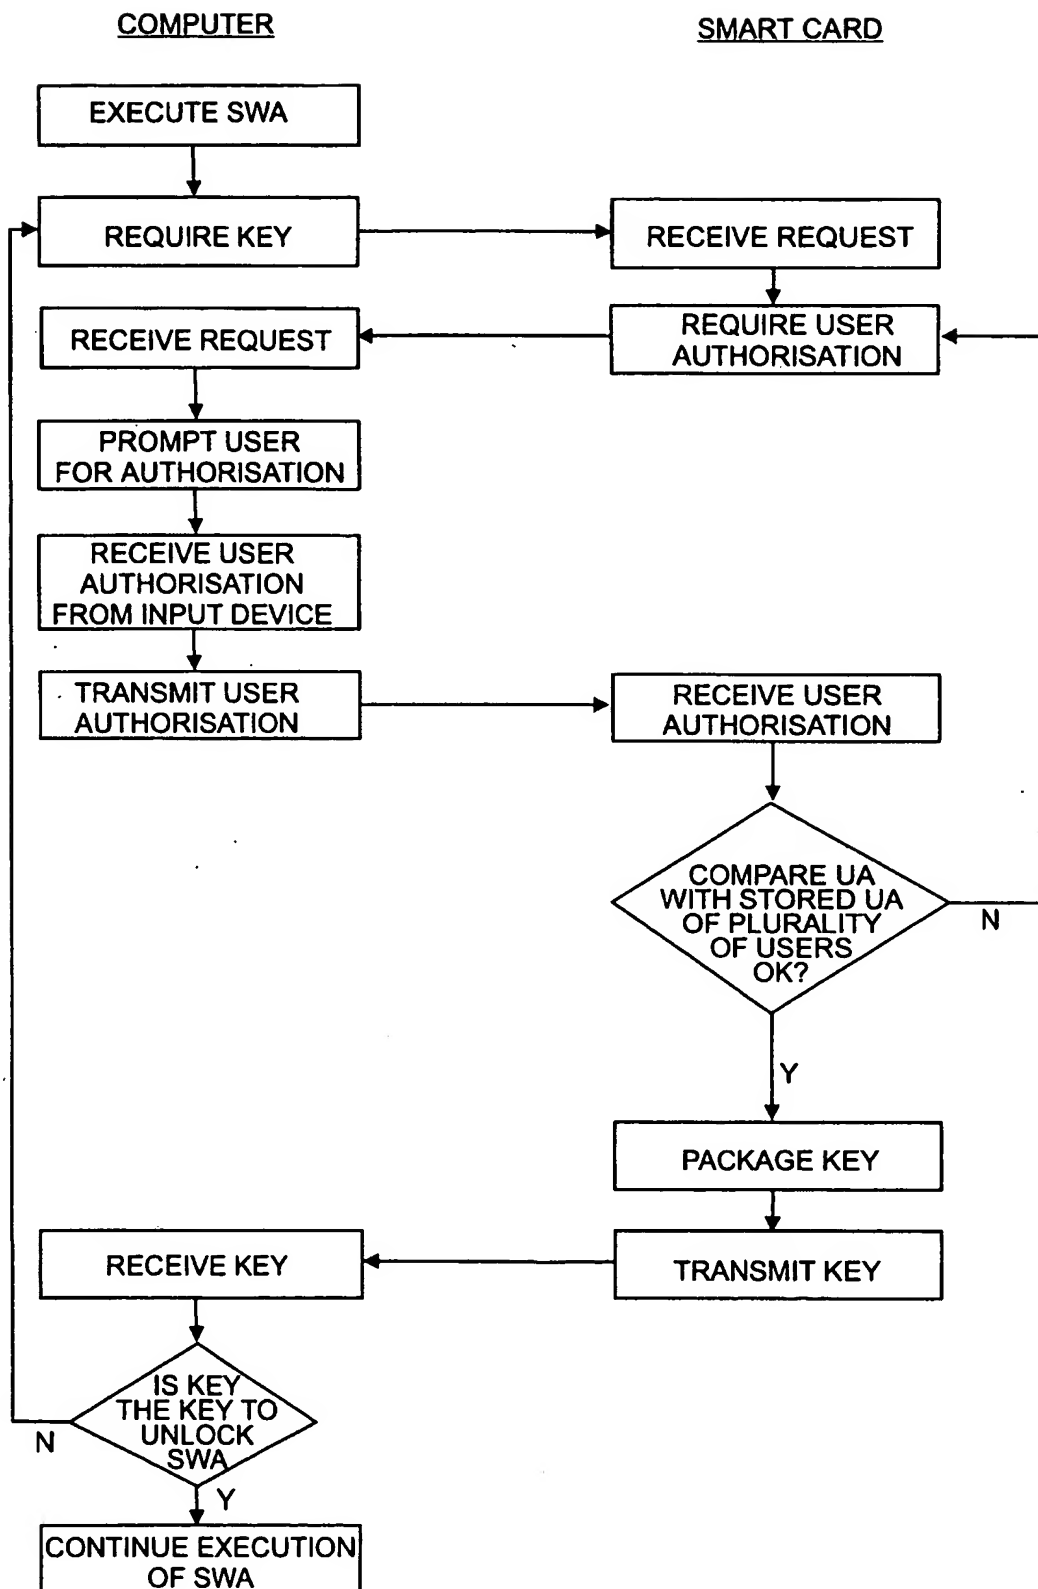 COMPUTER
SMART CARD
EXECUTE SWA
REQUIRE KEY
RECEIVE REQUEST
RECEIVE REQUEST
REQUIRE USER
AUTHORISATION
PROMPT USER
FOR AUTHORISATION
RECEIVE USER
AUTHORISATION
FROM INPUT DEVICE
TRANSMIT USER
AUTHORISATION
RECEIVE USER
AUTHORISATION
COMPARE UA
WITH STORED UA
OF PLURALITY
OF USERS
OK?
N
Y
PACKAGE KEY
RECEIVE KEY
TRANSMIT KEY
IS KEY
THE KEY TO
UNLOCK
SWA
N
Y
CONTINUE EXECUTION
OF SWA